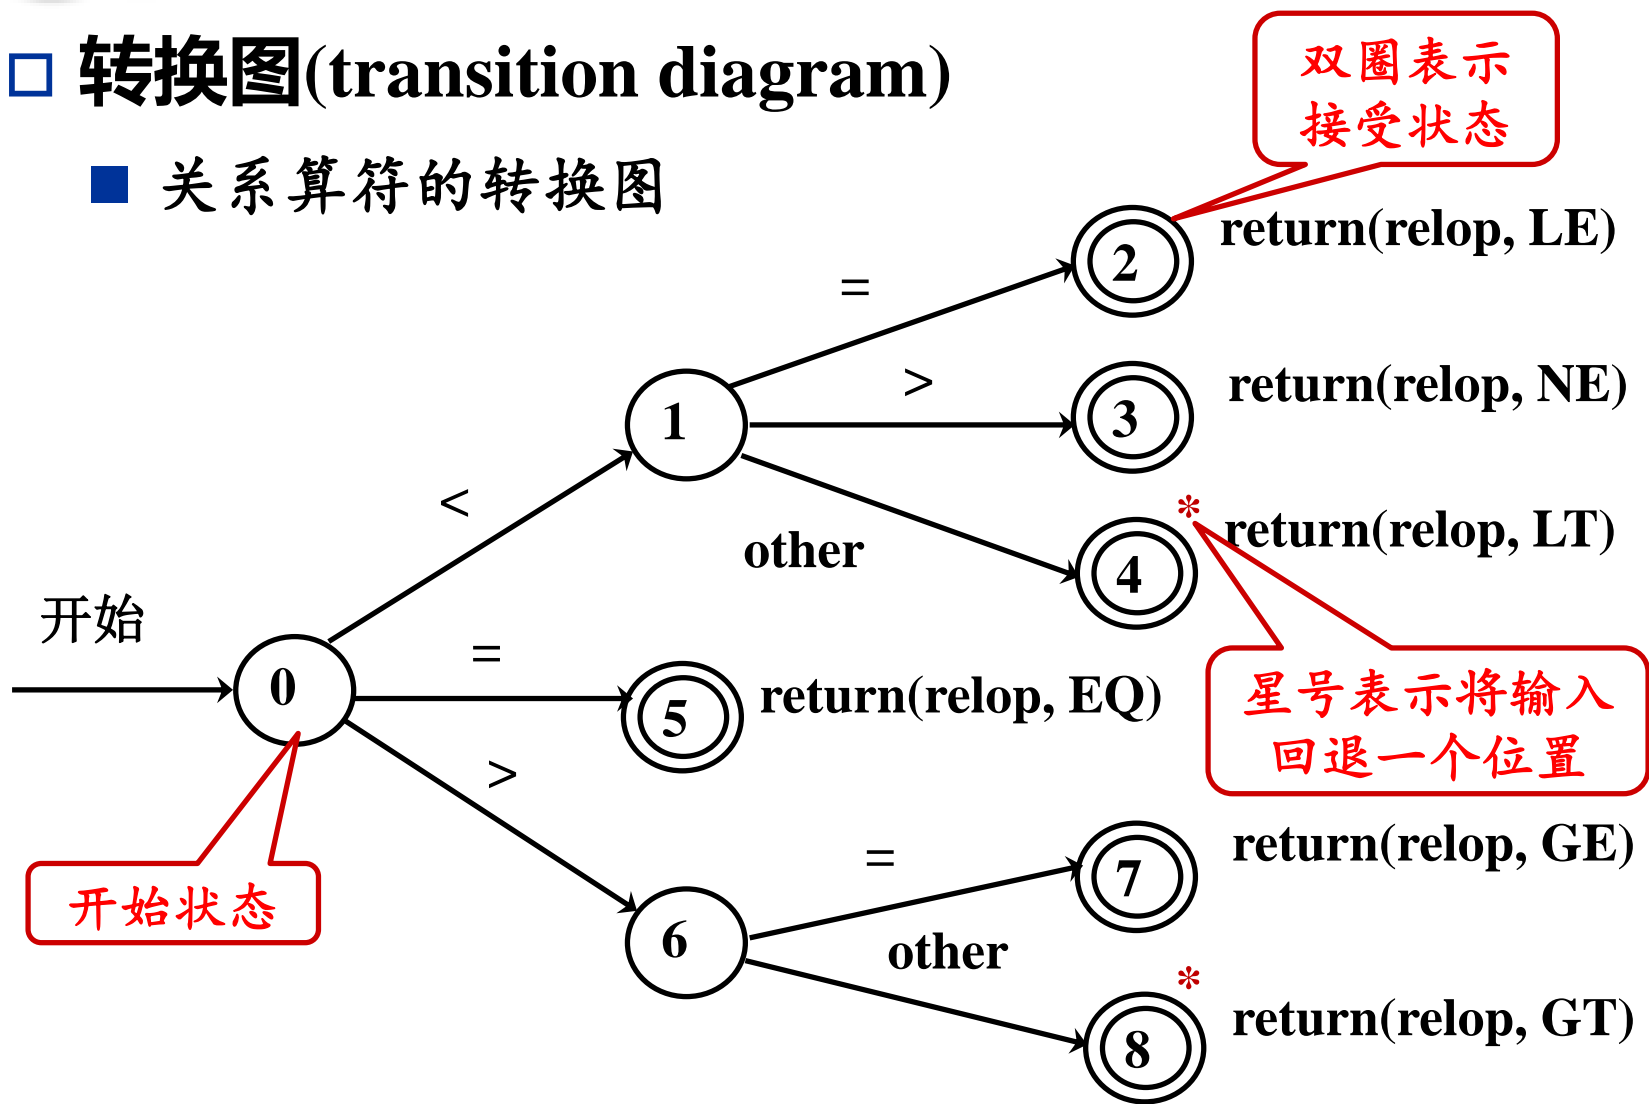 转换图(transition diagram)
双圈表示
接受状态
关系算符的转换图
return(relop, LE)
2
=
>
return(relop, NE)
3
1
<
*
return(relop, LT)
other
4
开始
=
0
return(relop, EQ)
5
星号表示将输入
回退一个位置
>
return(relop, GE)
=
7
开始状态
6
other
*
return(relop, GT)
8